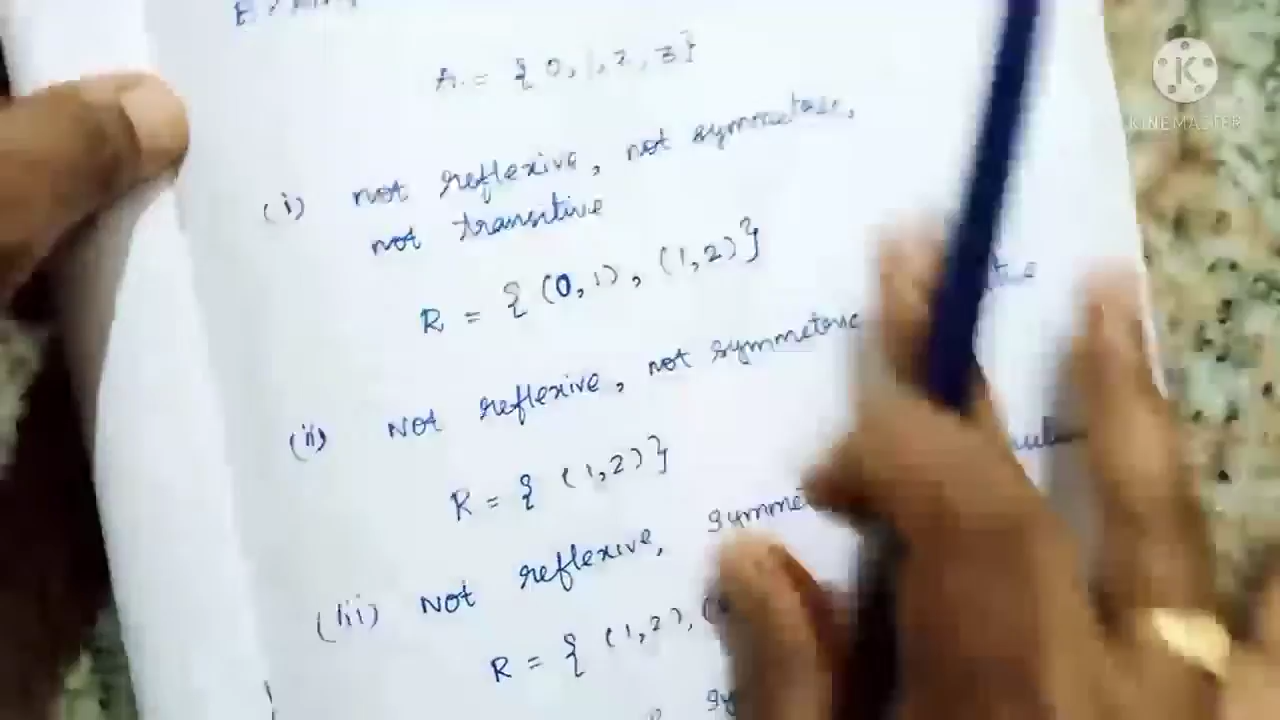 A = {0, 1, 2, 3}
(i) not reflexive, not symmetric,
not transitive
R = {(0,1), (1,2)}
(ii) Not reflexive, not symmetric
R = { (1,2)}
(iii) Not reflexive,
R = { (1,2), (
KINEMASTER